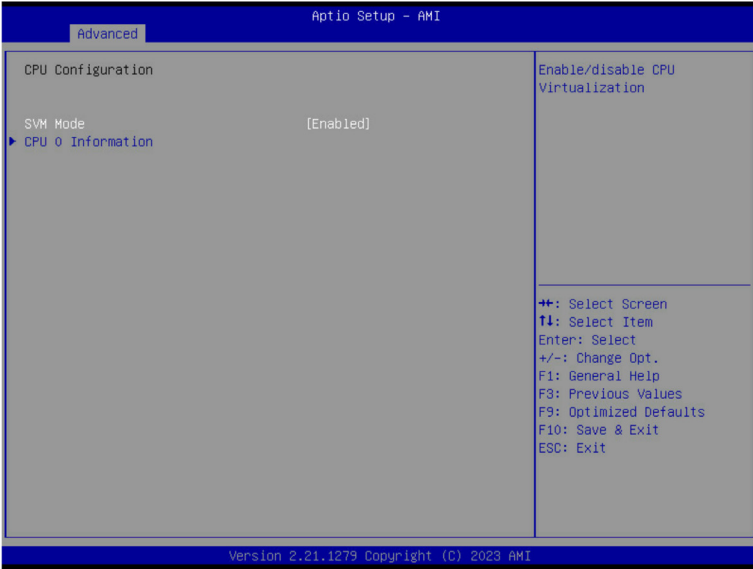 Aptio Setup – AMI
Advanced
CPU Configuration
SVM Mode [Enabled]
CPU 0 Information
Enable/disable CPU
Virtualization
→←: Select Screen
↑↓: Select Item
Enter: Select
+/-: Change Opt.
F1: General Help
F3: Previous Values
F9: Optimized Defaults
F10: Save & Exit
ESC: Exit
Version 2.21.1279 Copyright (C) 2023 AMI